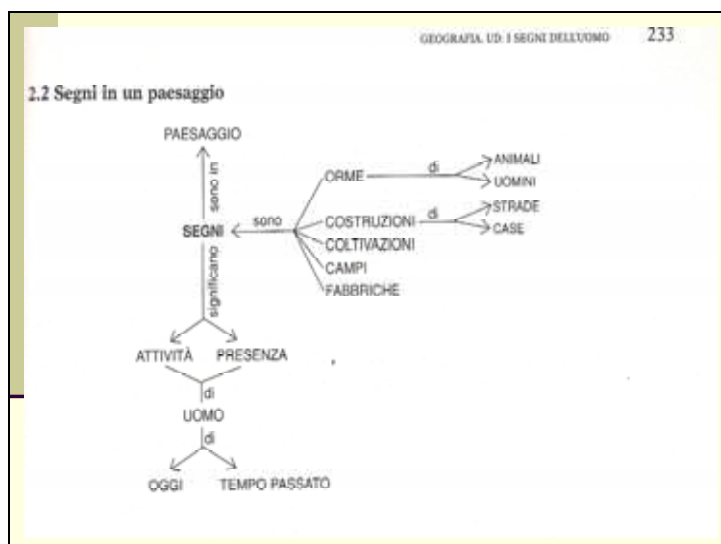 GEOGRAFIA. UD: I SEGNI DELL'UOMO 233
2.2 Segni in un paesaggio
PAESAGGIO
sono in
ORME di ANIMALI
UOMINI
SEGNI sono COSTRUZIONI di STRADE
CASE
COLTIVAZIONI
CAMPI
FABBRICHE
significano
ATTIVITÀ PRESENZA
di
UOMO
di
OGGI TEMPO PASSATO